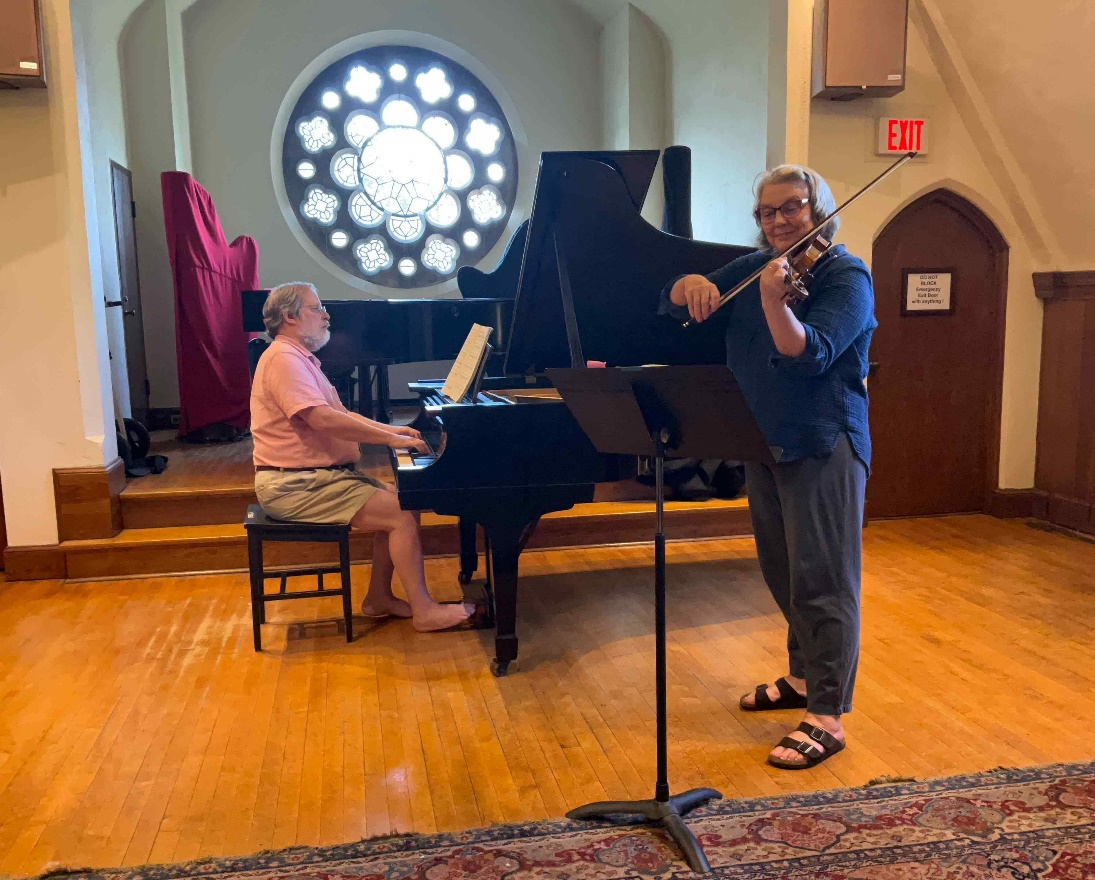 EXIT
DO NOT
BLOCK
Emergency
Exit Door
with anything!